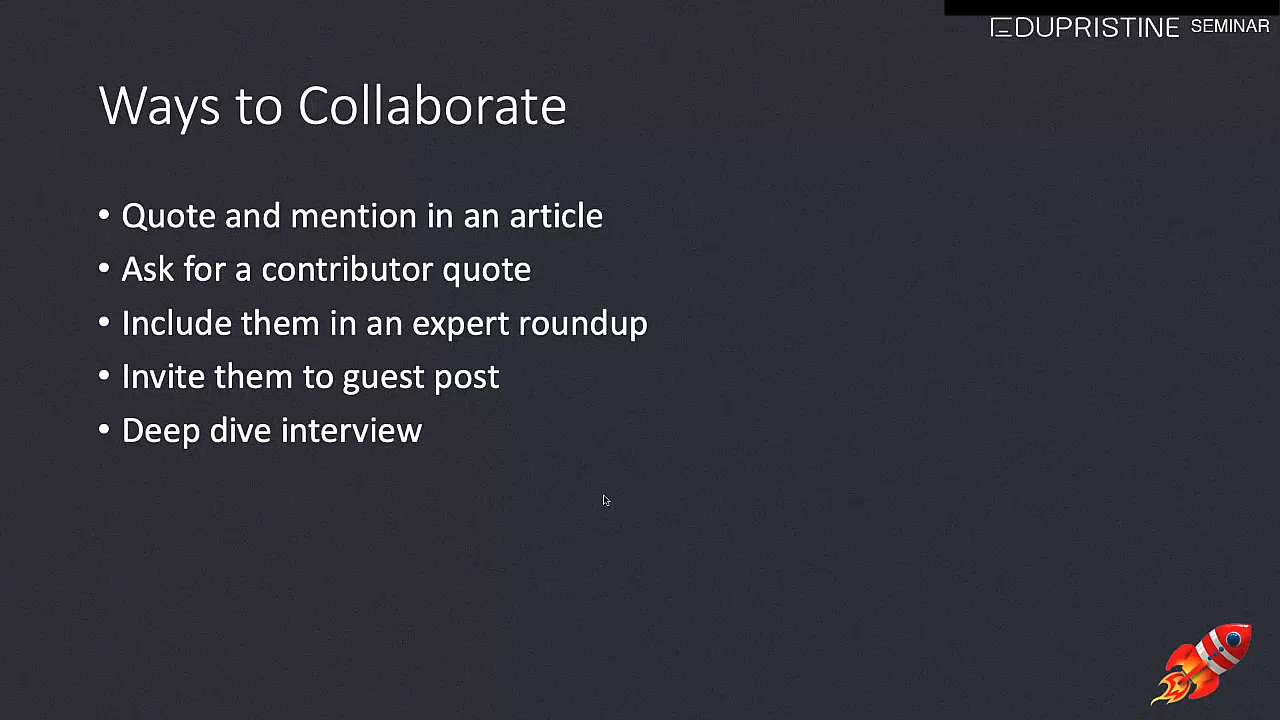 EDUPRISTINE SEMINAR
Ways to Collaborate
• Quote and mention in an article
• Ask for a contributor quote
• Include them in an expert roundup
• Invite them to guest post
• Deep dive interview